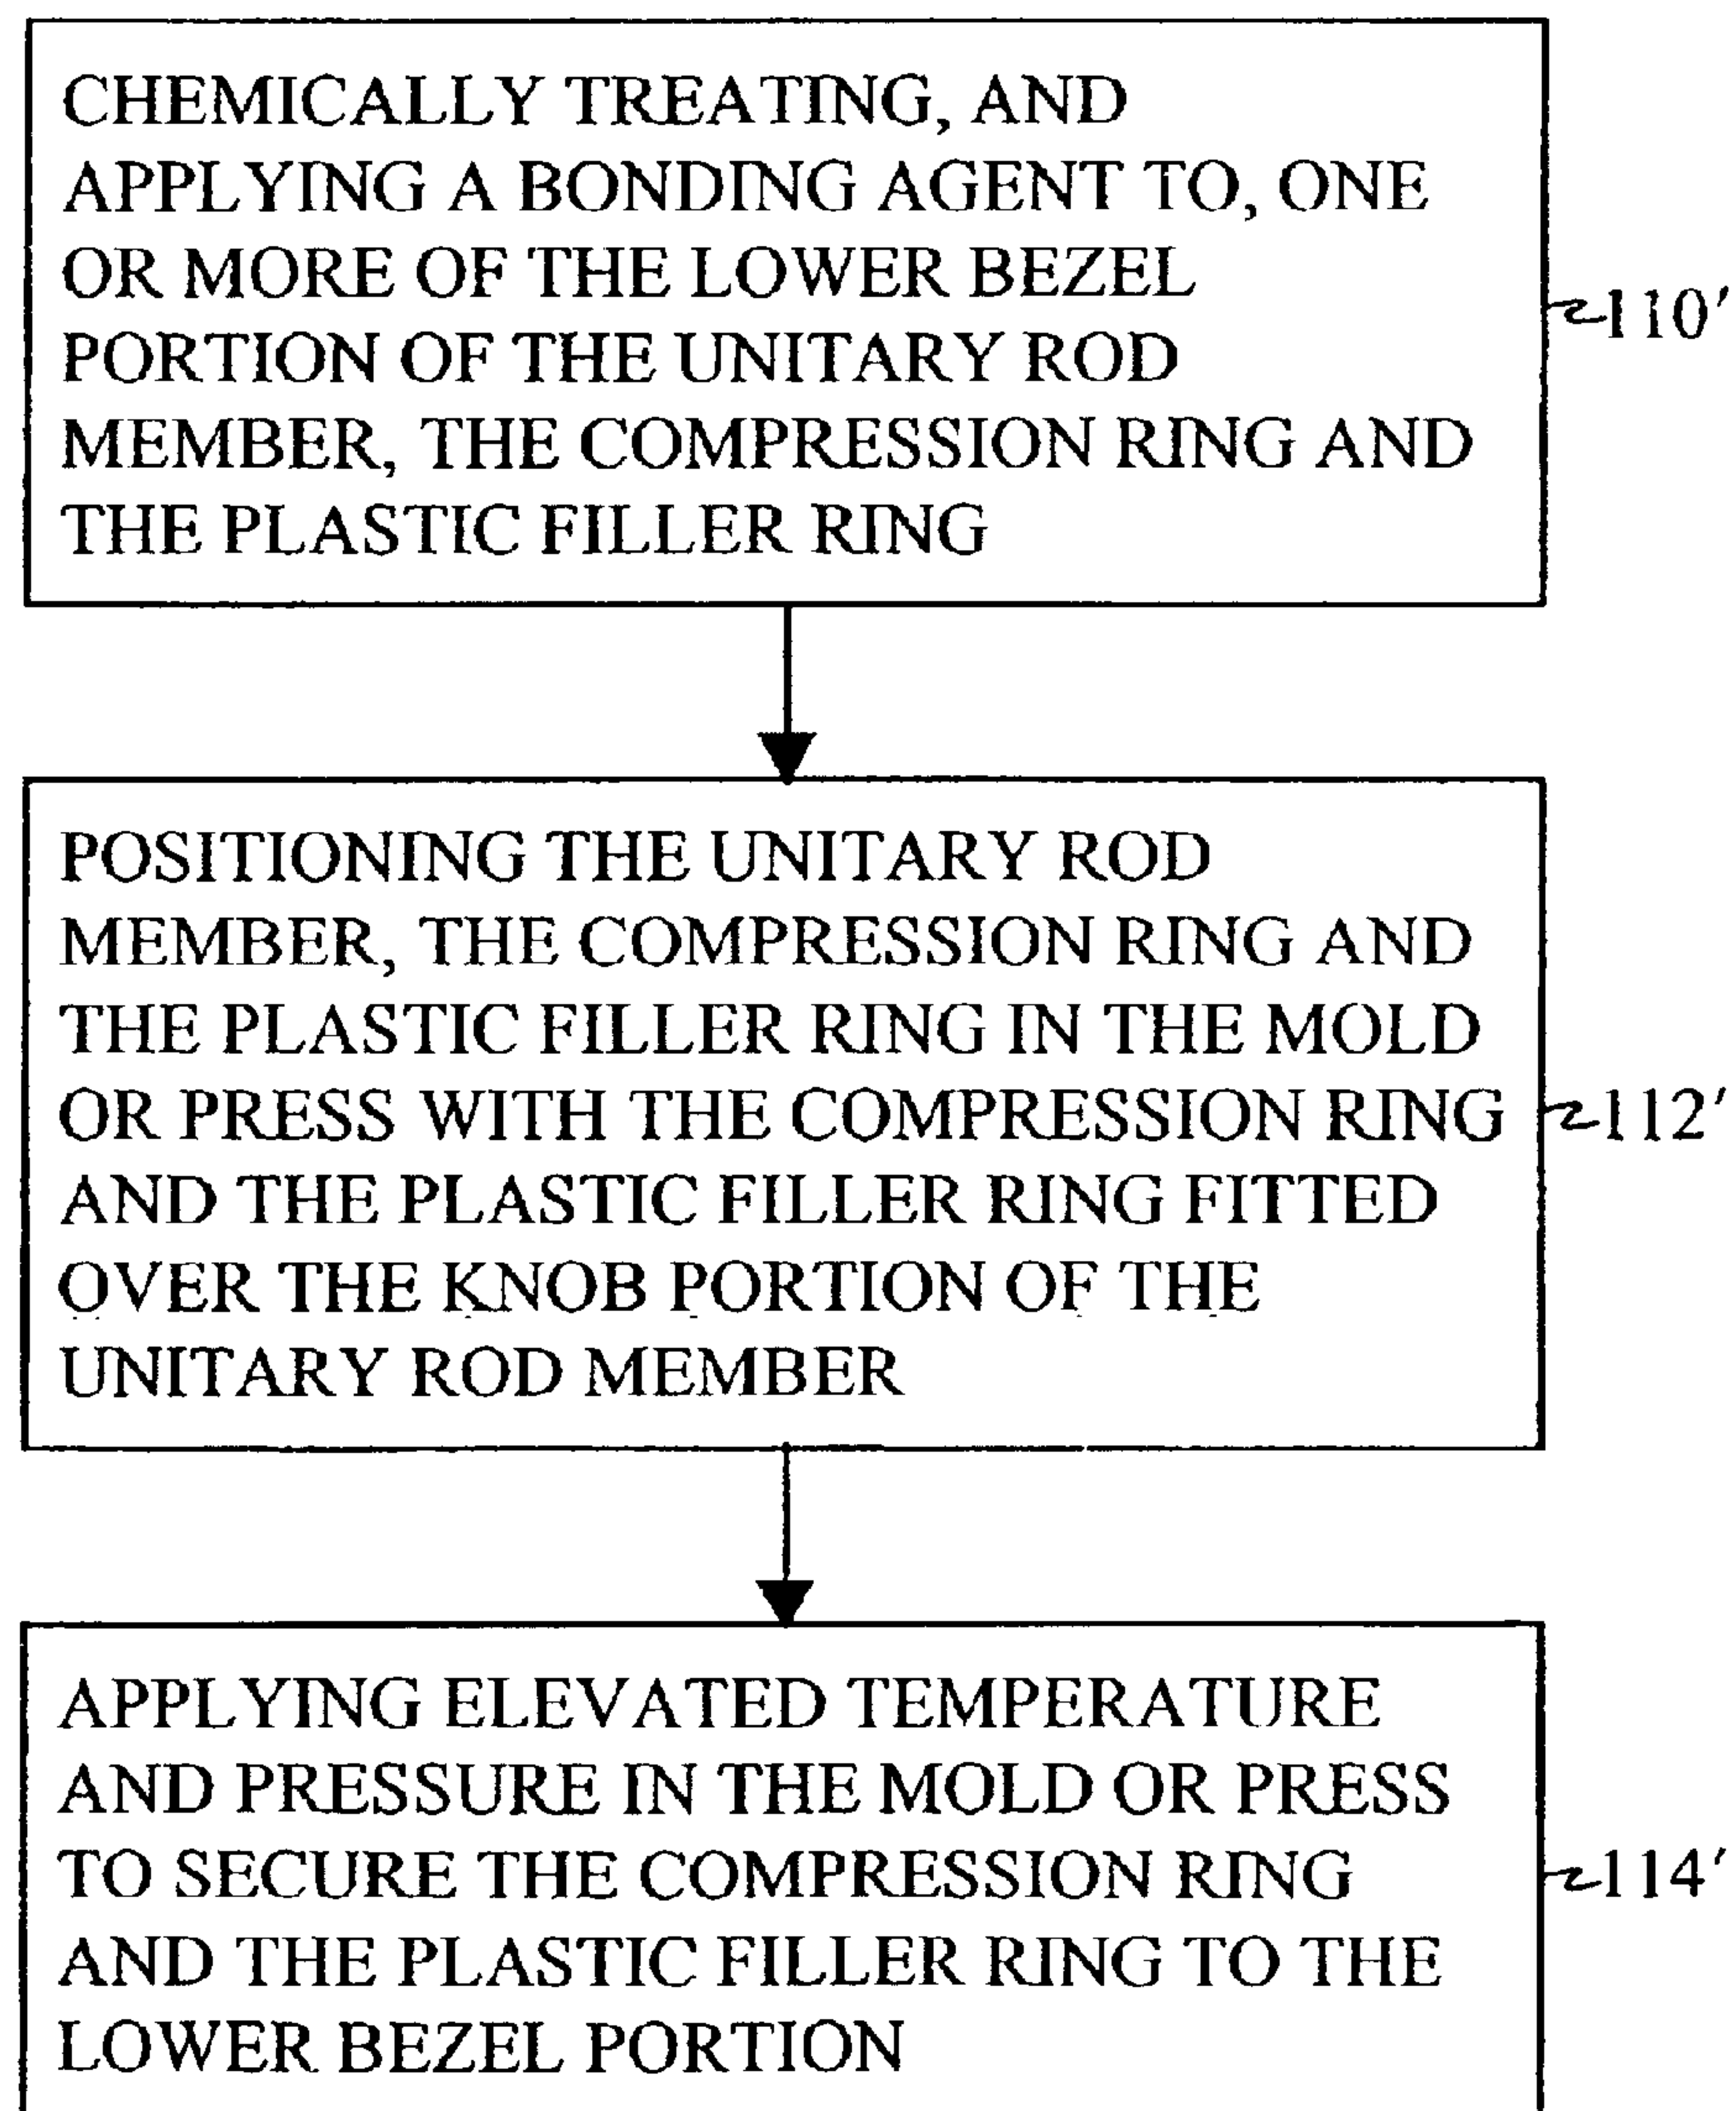 CHEMICALLY TREATING, AND
APPLYING A BONDING AGENT TO, ONE
OR MORE OF THE LOWER BEZEL
PORTION OF THE UNITARY ROD
MEMBER, THE COMPRESSION RING AND
THE PLASTIC FILLER RING
110′
POSITIONING THE UNITARY ROD
MEMBER, THE COMPRESSION RING AND
THE PLASTIC FILLER RING IN THE MOLD
OR PRESS WITH THE COMPRESSION RING
AND THE PLASTIC FILLER RING FITTED
OVER THE KNOB PORTION OF THE
UNITARY ROD MEMBER
112′
APPLYING ELEVATED TEMPERATURE
AND PRESSURE IN THE MOLD OR PRESS
TO SECURE THE COMPRESSION RING
AND THE PLASTIC FILLER RING TO THE
LOWER BEZEL PORTION
114′